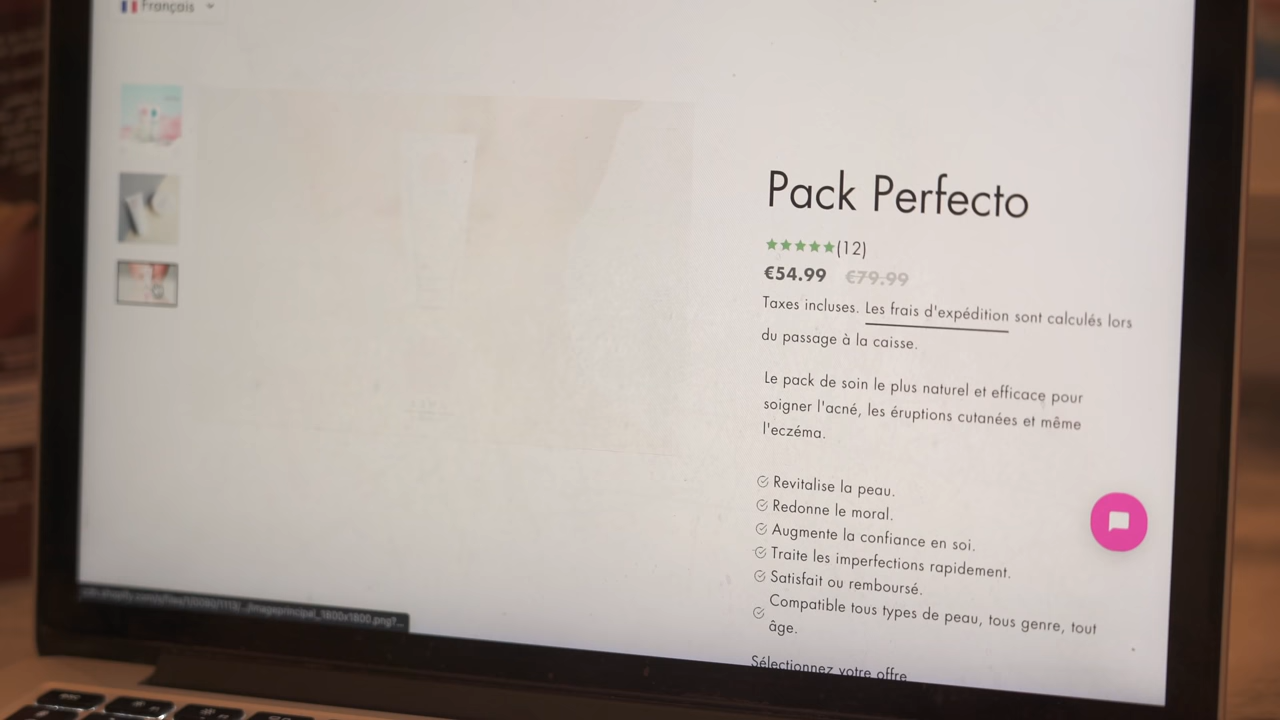 Français
Pack Perfecto
★★★★★(12)
€54.99 €79.99
Taxes incluses. Les frais d'expédition sont calculés lors
du passage à la caisse.
Le pack de soin le plus naturel et efficace pour
soigner l'acné, les éruptions cutanées et même
l'eczéma.
Revitalise la peau.
Redonne le moral.
Augmente la confiance en soi.
Traite les imperfections rapidement.
Satisfait ou remboursé.
Compatible tous types de peau, tous genre, tout
âge.
Sélectionnez votre offre
esc